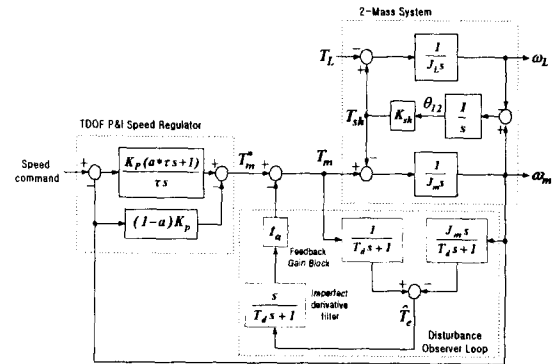 2-Mass System
T_L
1
J_L s
ω_L
T_sh
K_sh
θ_12
1
s
TDOF P&I Speed Regulator
Speed
command
K_P(a*τs+1)
τs
T*_m
T_m
1
J_m s
ω_m
(1-a)K_p
t_a
Feedback
Gain Block
1
T_d s+1
J_m s
T_d s+1
s
T_d s+1
Imperfect
derivative
filter
T̂_e
Disturbance
Observer Loop